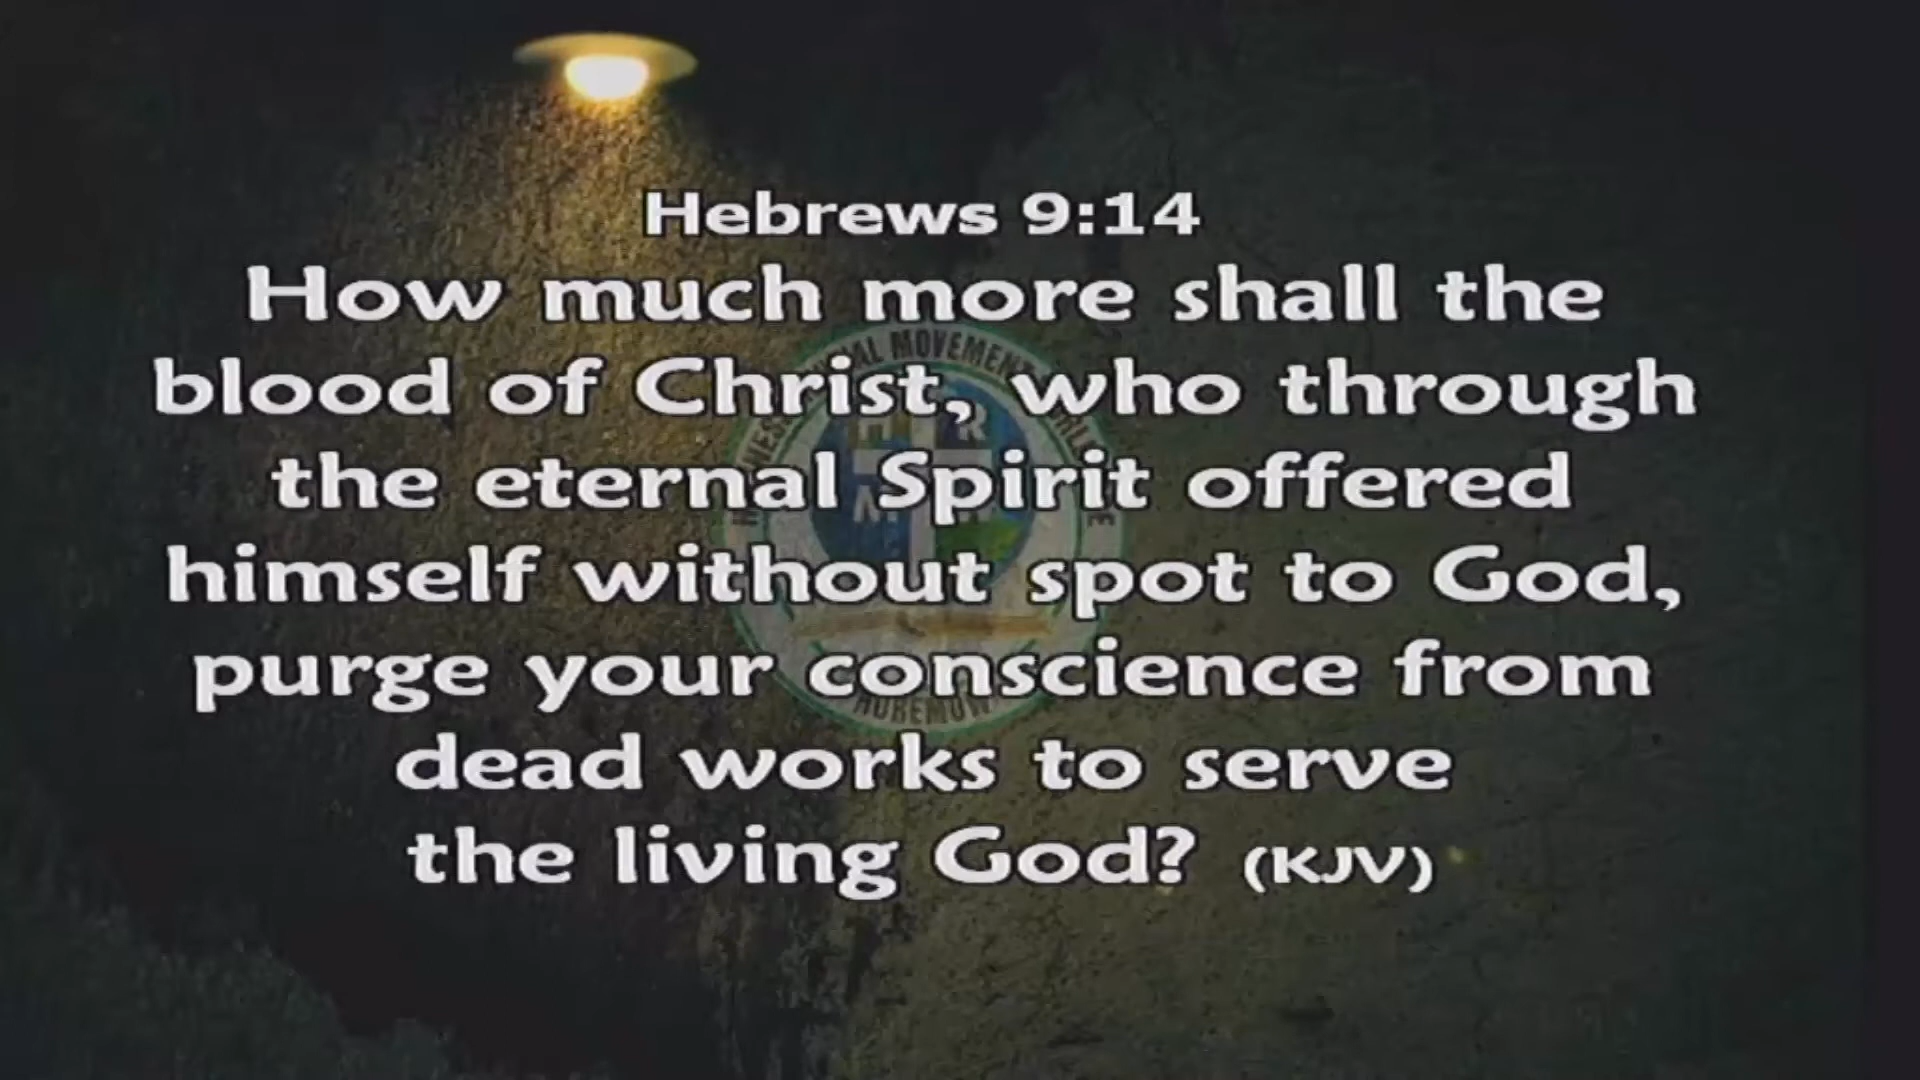 Hebrews 9:14
How much more shall the
blood of Christ, who through
the eternal Spirit offered
himself without spot to God,
purge your conscience from
dead works to serve
the living God? (KJV)
MOVEMENT